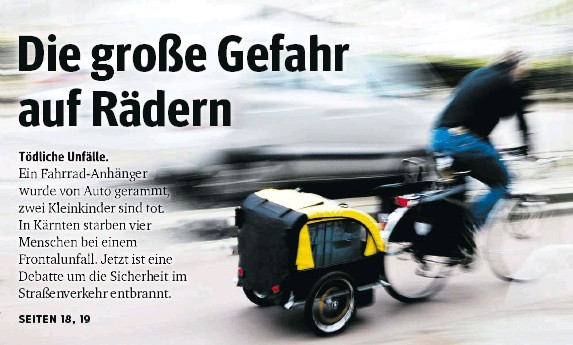 Die große Gefahr
auf Rädern
Tödliche Unfälle.
Ein Fahrrad-Anhänger
wurde von Auto gerammt,
zwei Kleinkinder sind tot.
In Kärnten starben vier
Menschen bei einem
Frontalunfall. Jetzt ist eine
Debatte um die Sicherheit im
Straßenverkehr entbrannt.
SEITEN 18, 19